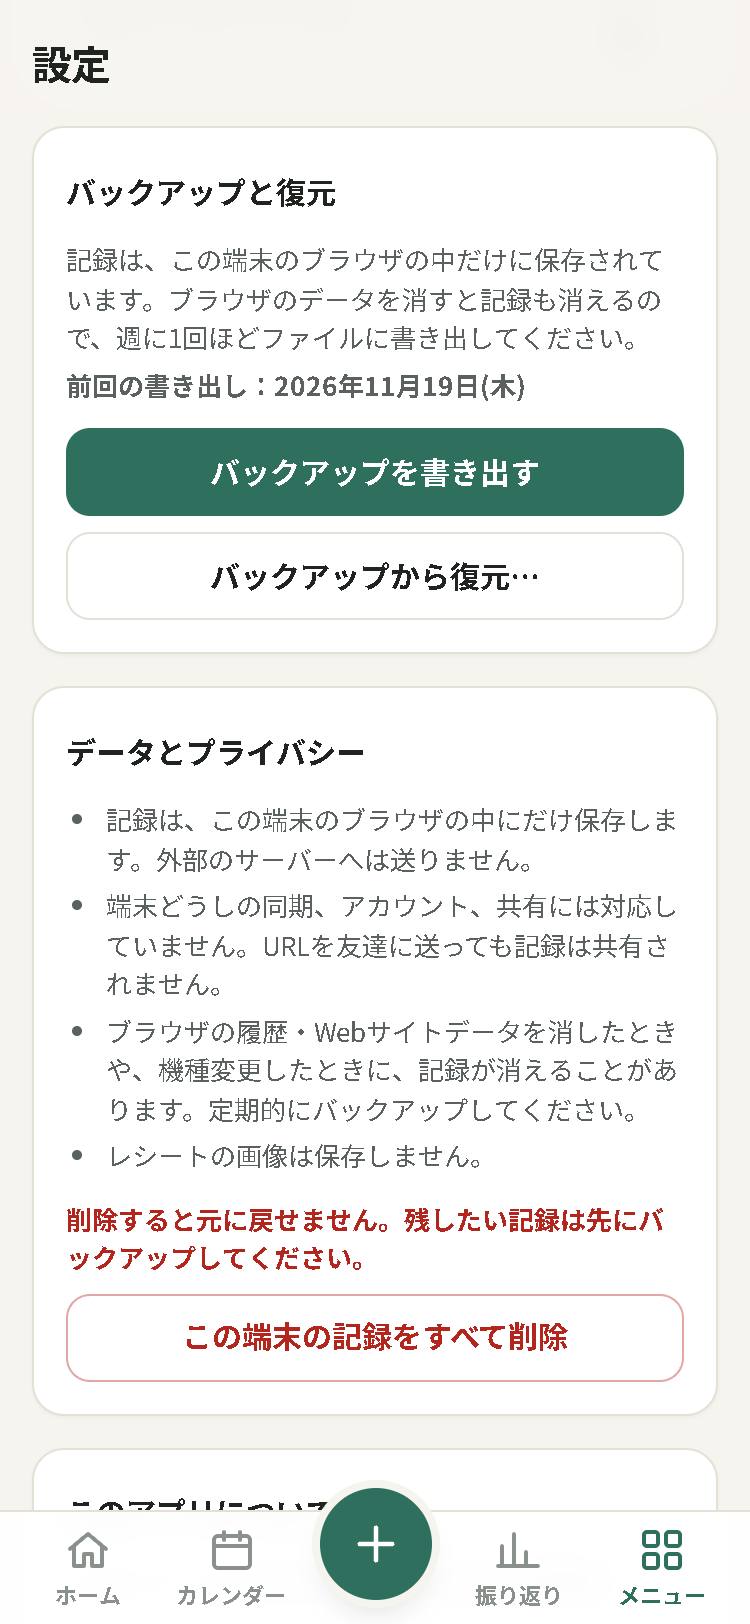 設定
バックアップと復元
記録は、この端末のブラウザの中だけに保存されて
います。ブラウザのデータを消すと記録も消えるの
で、週に1回ほどファイルに書き出してください。
前回の書き出し：2026年11月19日(木)
バックアップを書き出す
バックアップから復元…
データとプライバシー
• 記録は、この端末のブラウザの中にだけ保存しま
す。外部のサーバーへは送りません。
• 端末どうしの同期、アカウント、共有には対応し
ていません。URLを友達に送っても記録は共有さ
れません。
• ブラウザの履歴・Webサイトデータを消したとき
や、機種変更したときに、記録が消えることがあ
ります。定期的にバックアップしてください。
• レシートの画像は保存しません。
削除すると元に戻せません。残したい記録は先にバ
ックアップしてください。
この端末の記録をすべて削除
このアプリについて
ホーム
カレンダー
振り返り
メニュー